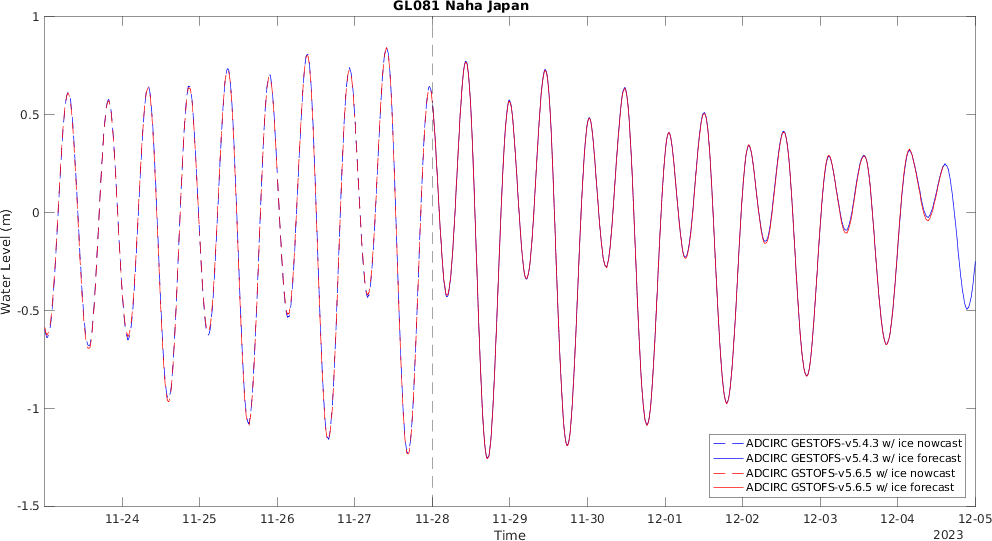 GL081 Naha Japan
1
0.5
0
-0.5
-1
-1.5
Water Level (m)
11-24 11-25 11-26 11-27 11-28 11-29 11-30 12-01 12-02 12-03 12-04 12-05
Time
2023
ADCIRC GESTOFS-v5.4.3 w/ ice nowcast
ADCIRC GESTOFS-v5.4.3 w/ ice forecast
ADCIRC GSTOFS-v5.6.5 w/ ice nowcast
ADCIRC GSTOFS-v5.6.5 w/ ice forecast